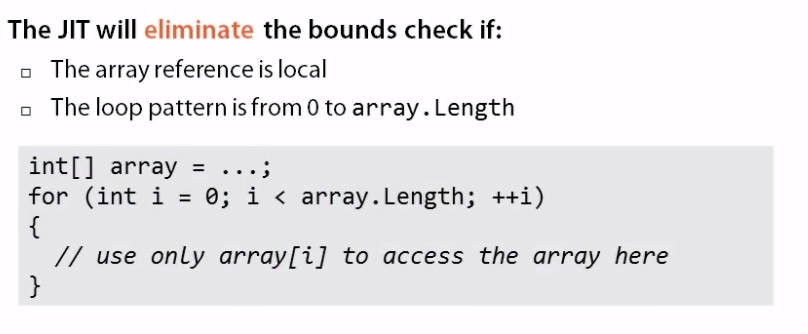 The JIT will eliminate the bounds check if:
▫ The array reference is local
▫ The loop pattern is from 0 to array.Length
int[] array = ...;
for (int i = 0; i < array.Length; ++i)
{
// use only array[i] to access the array here
}